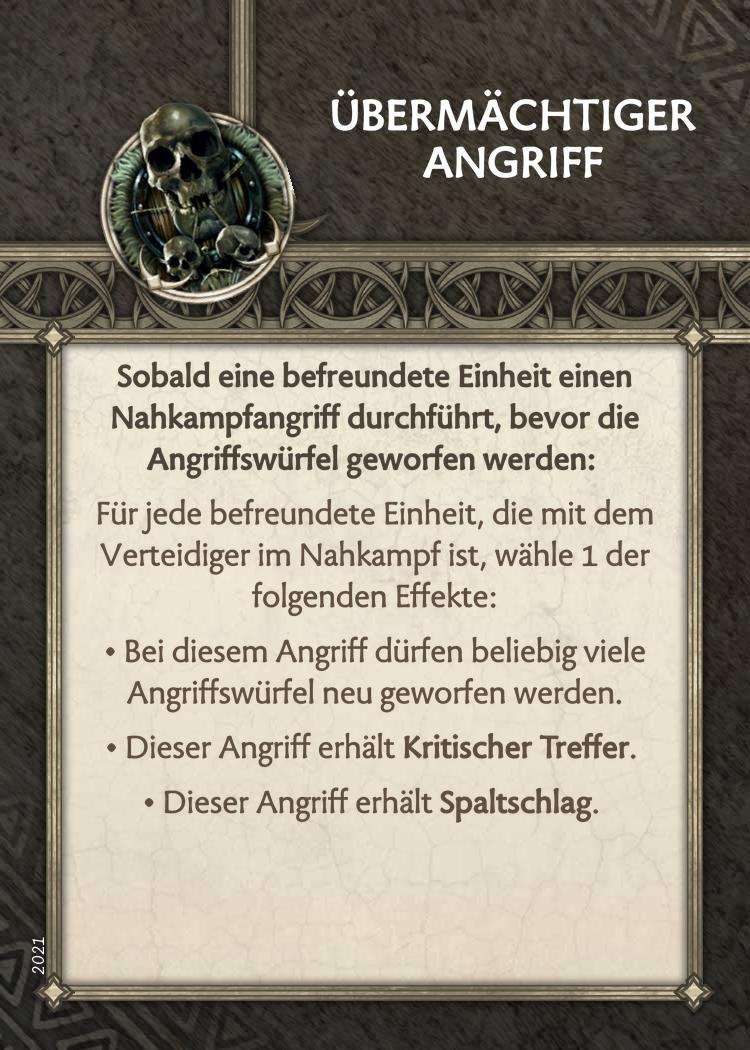 ÜBERMÄCHTIGER
ANGRIFF
Sobald eine befreundete Einheit einen
Nahkampfangriff durchführt, bevor die
Angriffswürfel geworfen werden:
Für jede befreundete Einheit, die mit dem
Verteidiger im Nahkampf ist, wähle 1 der
folgenden Effekte:
• Bei diesem Angriff dürfen beliebig viele
Angriffswürfel neu geworfen werden.
• Dieser Angriff erhält Kritischer Treffer.
• Dieser Angriff erhält Spaltschlag.
2021